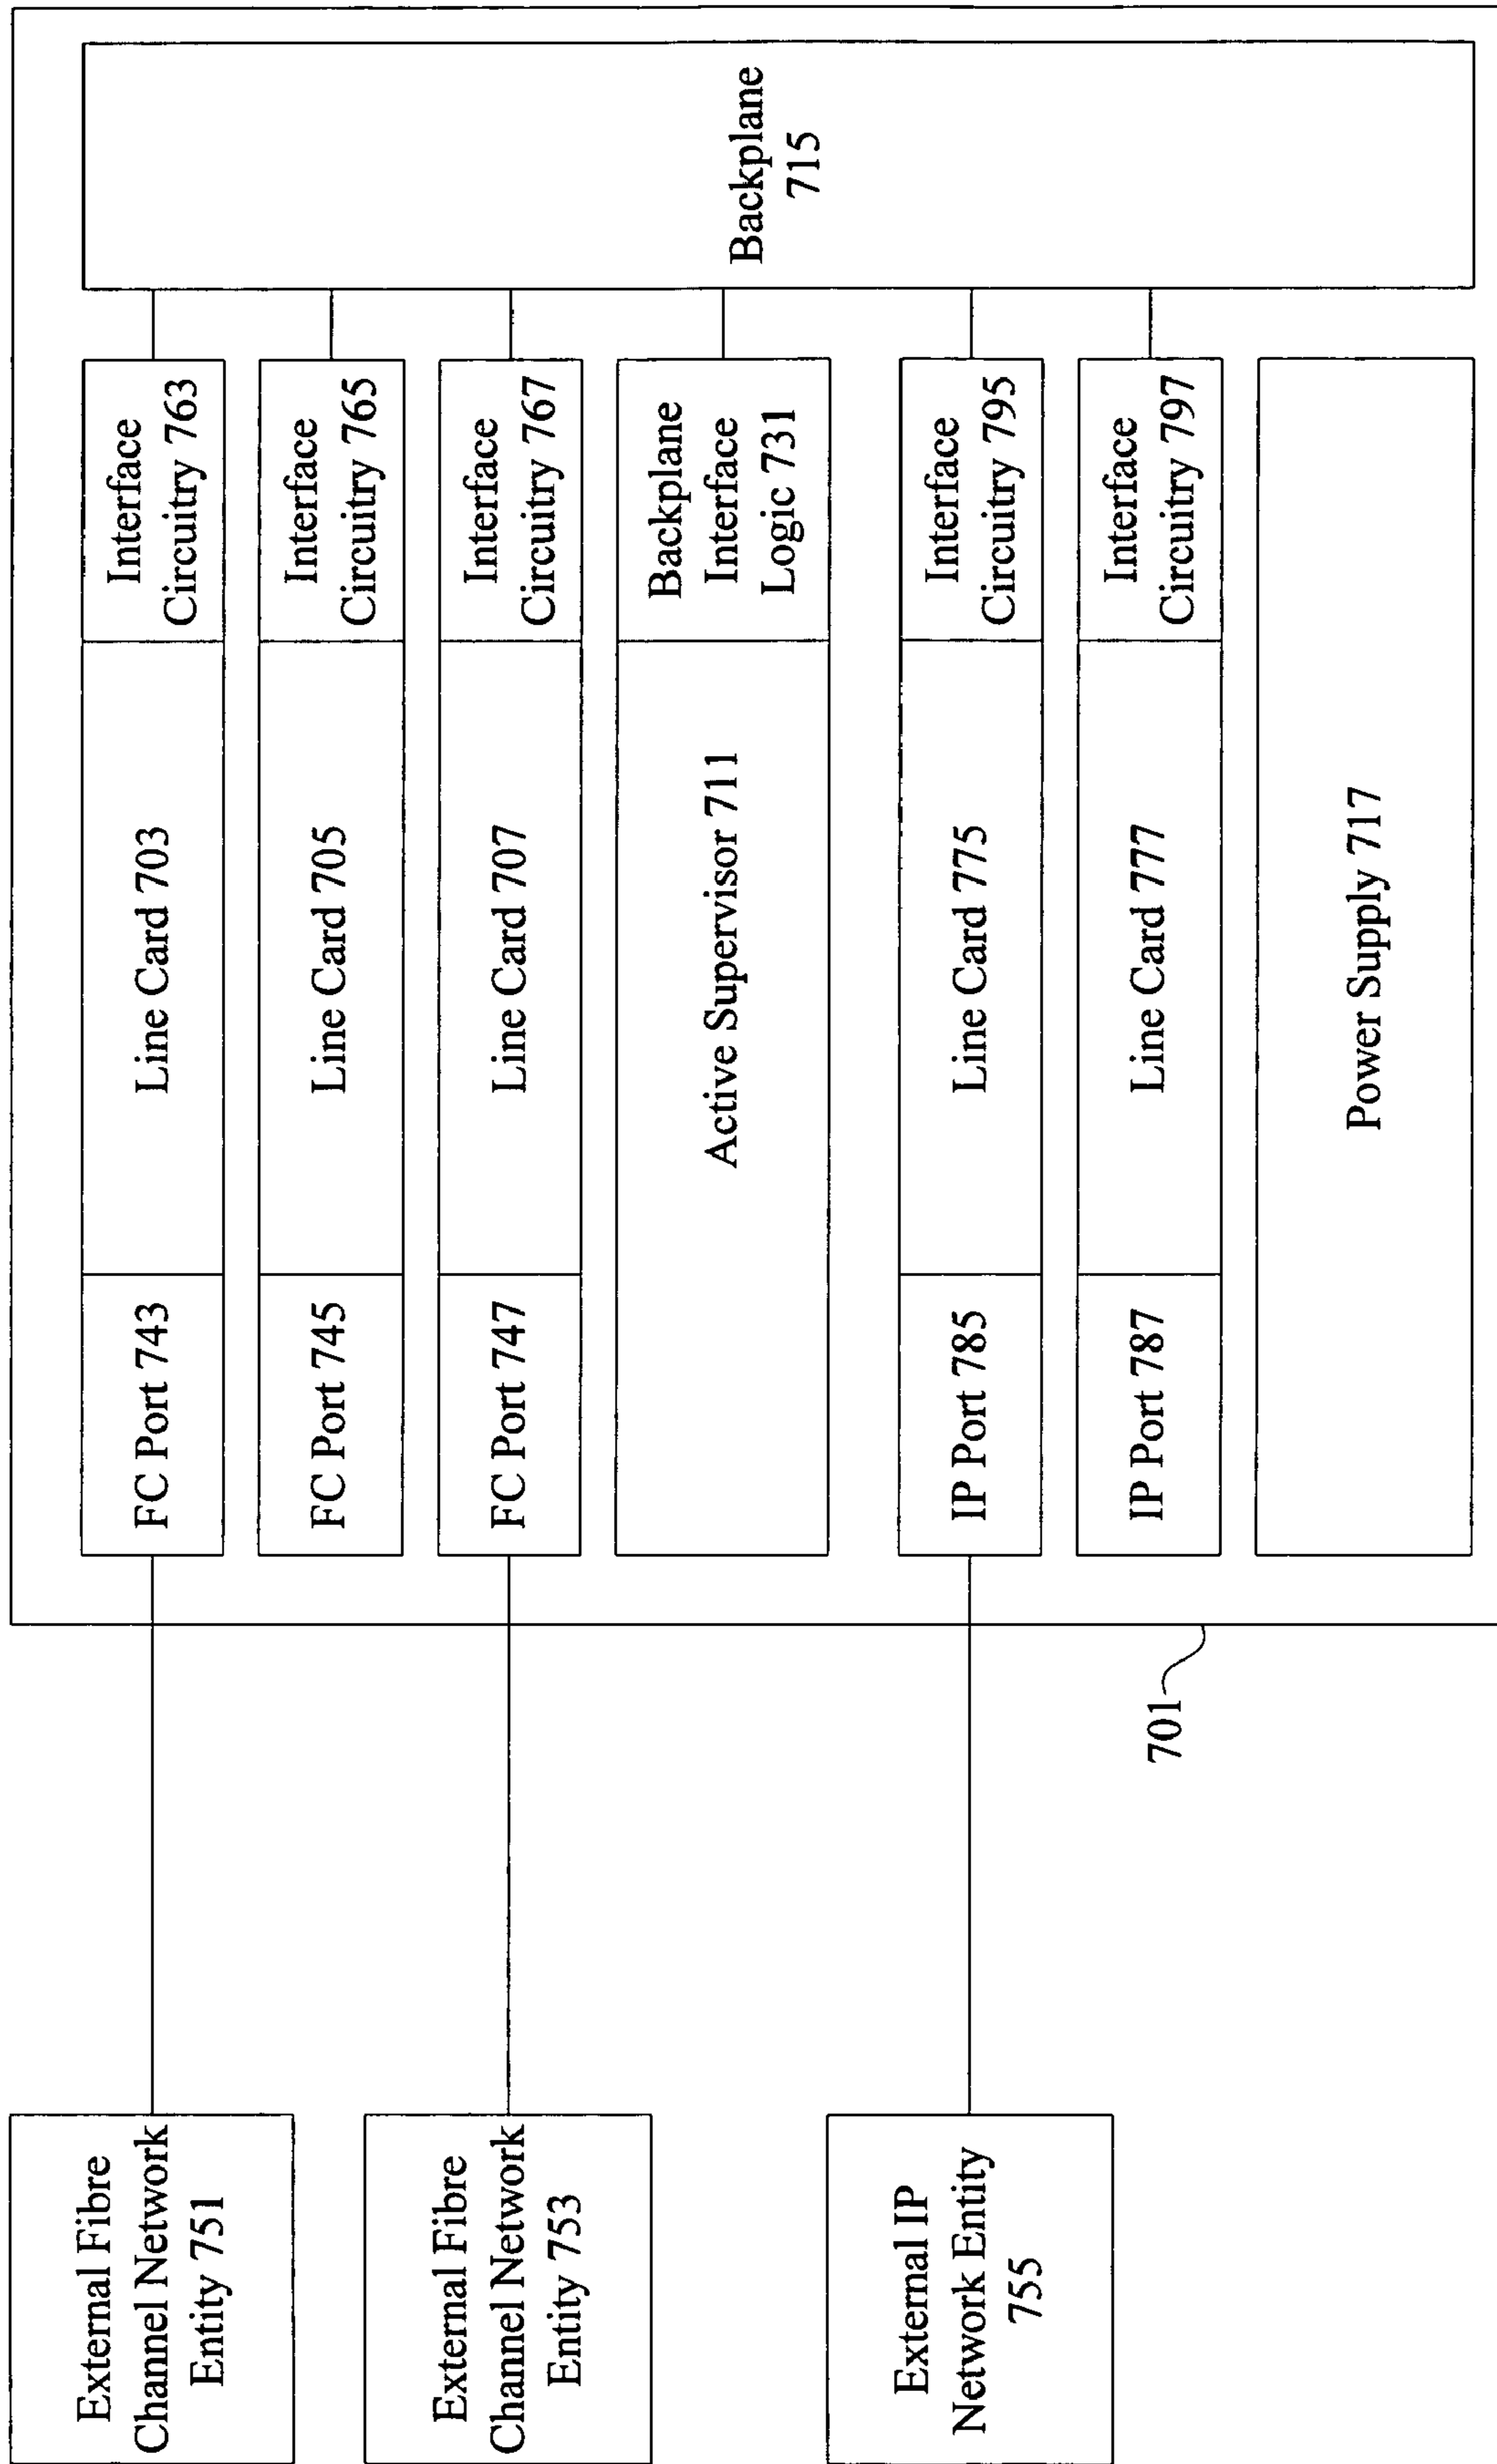 External Fibre
Channel Network
Entity 751
External Fibre
Channel Network
Entity 753
External IP
Network Entity
755
701
FC Port 743
Line Card 703
Interface
Circuitry 763
FC Port 745
Line Card 705
Interface
Circuitry 765
FC Port 747
Line Card 707
Interface
Circuitry 767
Active Supervisor 711
Backplane
Interface
Logic 731
IP Port 785
Line Card 775
Interface
Circuitry 795
IP Port 787
Line Card 777
Interface
Circuitry 797
Power Supply 717
Backplane
715